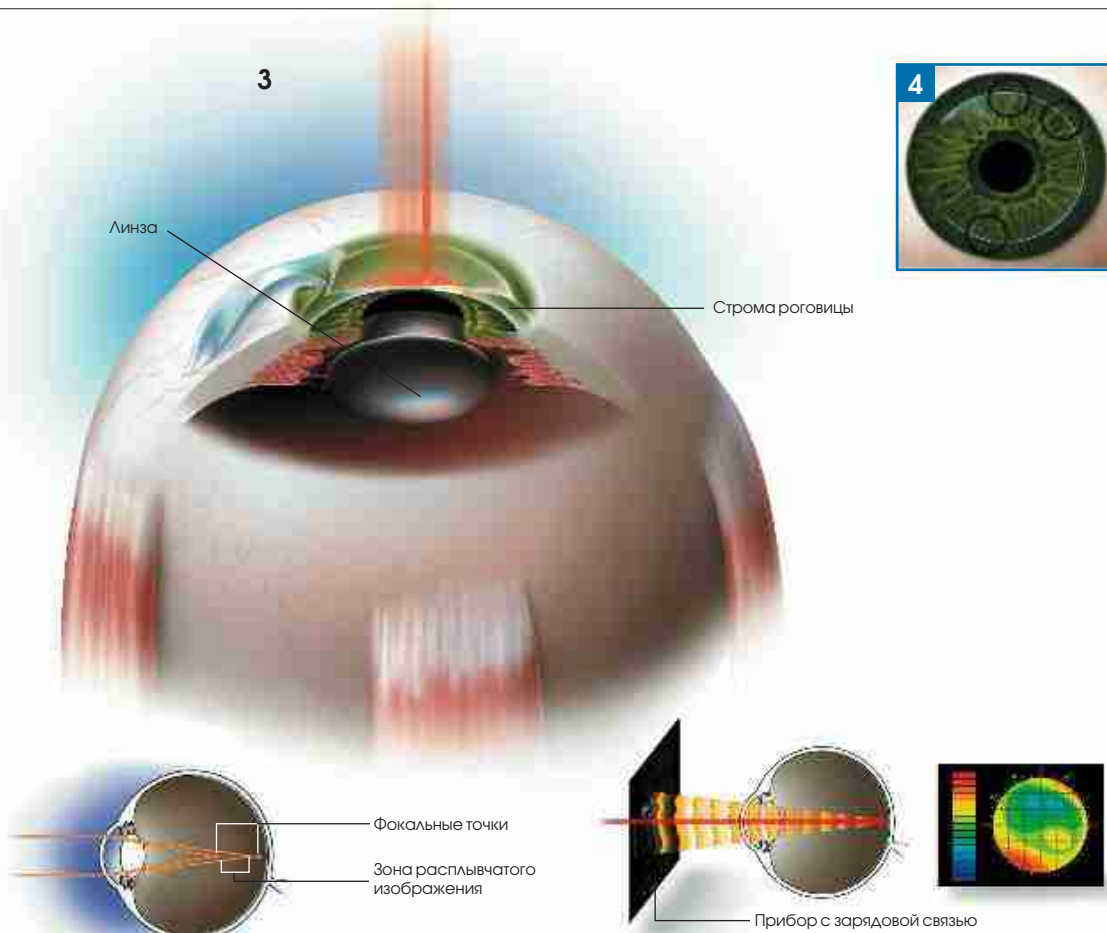 3
4
Линза
Строма роговицы
Фокальные точки
Зона расплывчатого
изображения
Прибор с зарядовой связью